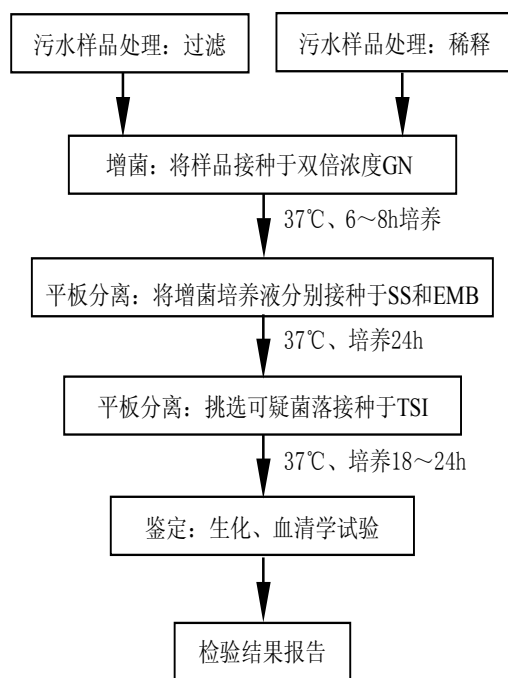 污水样品处理：过滤
污水样品处理：稀释
增菌：将样品接种于双倍浓度GN
37℃、6～8h培养
平板分离：将增菌培养液分别接种于SS和EMB
37℃、培养24h
平板分离：挑选可疑菌落接种于TSI
37℃、培养18～24h
鉴定：生化、血清学试验
检验结果报告